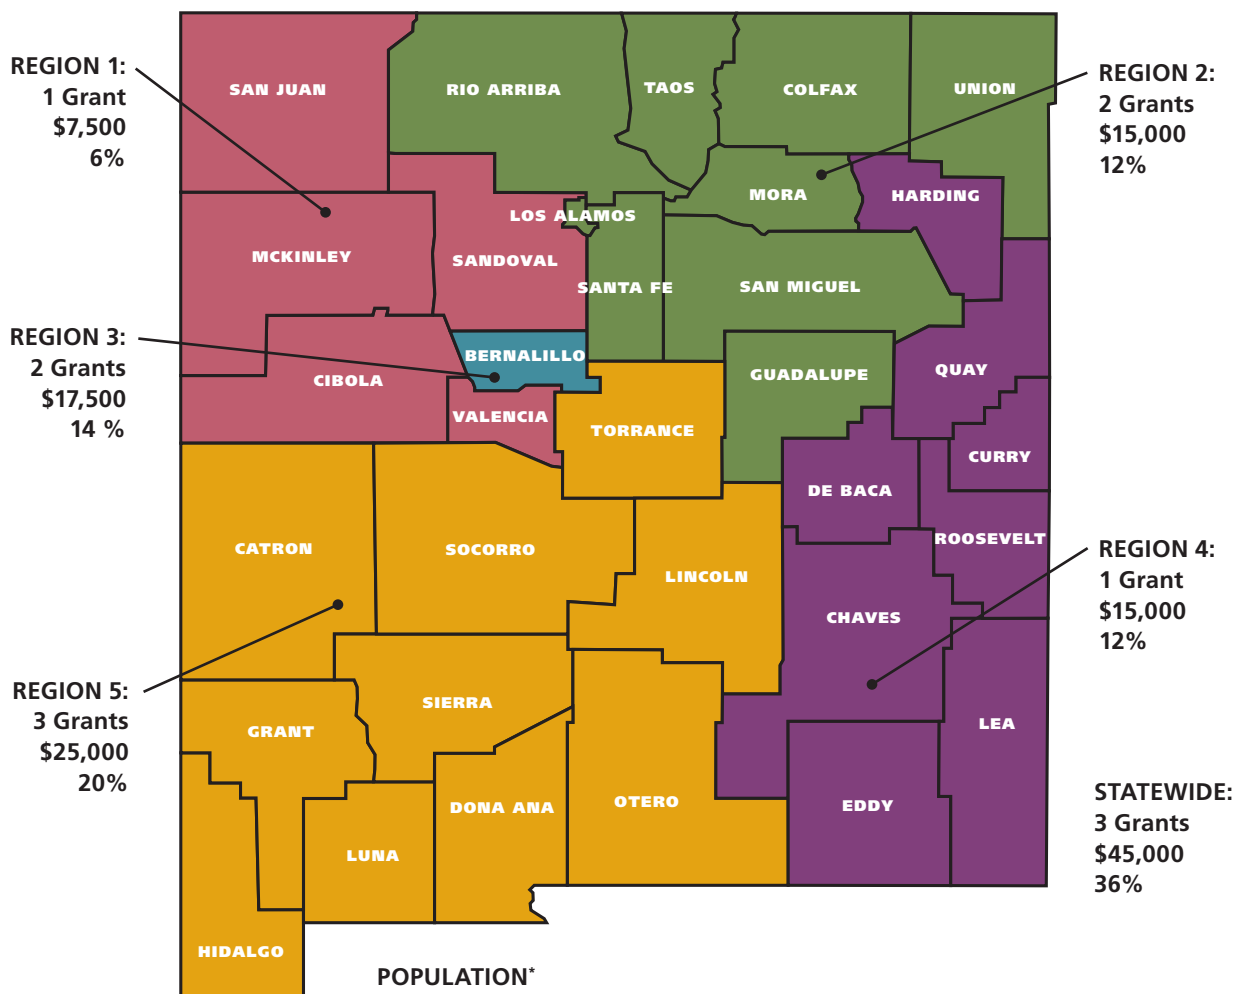 REGION 1:
1 Grant
$7,500
6%
REGION 2:
2 Grants
$15,000
12%
REGION 3:
2 Grants
$17,500
14 %
REGION 4:
1 Grant
$15,000
12%
REGION 5:
3 Grants
$25,000
20%
STATEWIDE:
3 Grants
$45,000
36%
SAN JUAN
RIO ARRIBA
TAOS
COLFAX
UNION
MORA
HARDING
LOS ALAMOS
MCKINLEY
SANDOVAL
SANTA FE
SAN MIGUEL
BERNALILLO
CIBOLA
GUADALUPE
QUAY
VALENCIA
TORRANCE
CURRY
DE BACA
ROOSEVELT
CATRON
SOCORRO
LINCOLN
CHAVES
SIERRA
GRANT
LEA
DONA ANA
OTERO
EDDY
LUNA
HIDALGO
POPULATION*